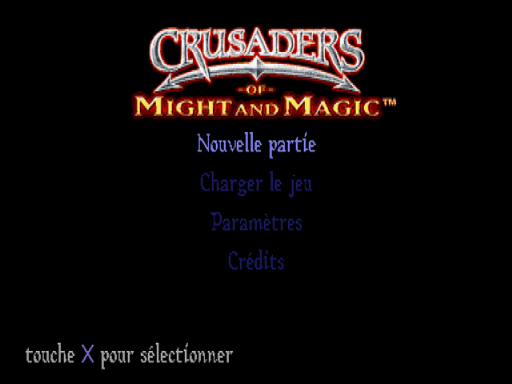 CRUSADERS
-OF-
MIGHT AND MAGIC™
Nouvelle partie
Charger le jeu
Paramètres
Crédits
touche X pour sélectionner